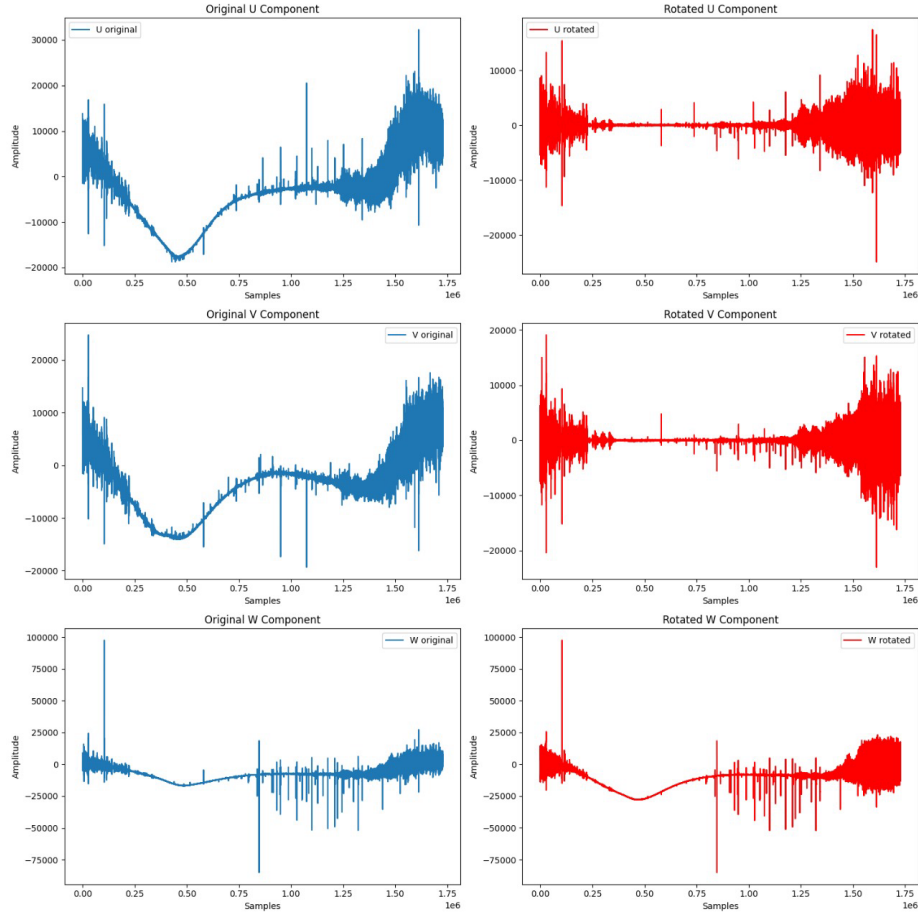 Original U Component
Rotated U Component
U original
U rotated
30000
20000
10000
0
−10000
−20000
Amplitude
10000
0
−10000
−20000
Amplitude
0.00 0.25 0.50 0.75 1.00 1.25 1.50 1.75
1e6
Samples
0.00 0.25 0.50 0.75 1.00 1.25 1.50 1.75
1e6
Samples
Original V Component
Rotated V Component
V original
V rotated
20000
10000
0
−10000
−20000
Amplitude
20000
10000
0
−10000
−20000
Amplitude
0.00 0.25 0.50 0.75 1.00 1.25 1.50 1.75
1e6
Samples
0.00 0.25 0.50 0.75 1.00 1.25 1.50 1.75
1e6
Samples
Original W Component
Rotated W Component
W original
W rotated
100000
75000
50000
25000
0
−25000
−50000
−75000
Amplitude
100000
75000
50000
25000
0
−25000
−50000
−75000
Amplitude
0.00 0.25 0.50 0.75 1.00 1.25 1.50 1.75
1e6
Samples
0.00 0.25 0.50 0.75 1.00 1.25 1.50 1.75
1e6
Samples